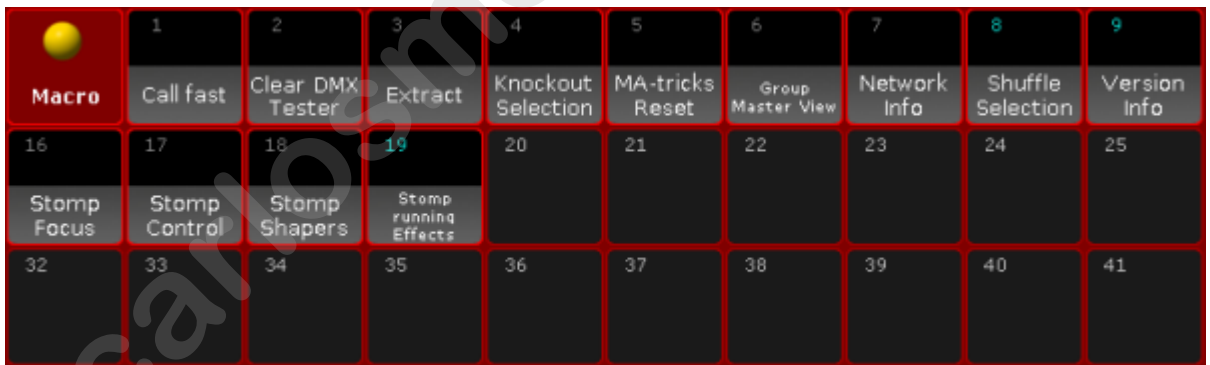 1 2 3 4 5 6 7 8 9
Macro Call fast Clear DMX Tester Extract Knockout Selection MA-tricks Reset Group Master View Network Info Shuffle Selection Version Info
16 17 18 19 20 21 22 23 24 25
Stomp Focus Stomp Control Stomp Shapers Stomp running Effects
32 33 34 35 36 37 38 39 40 41